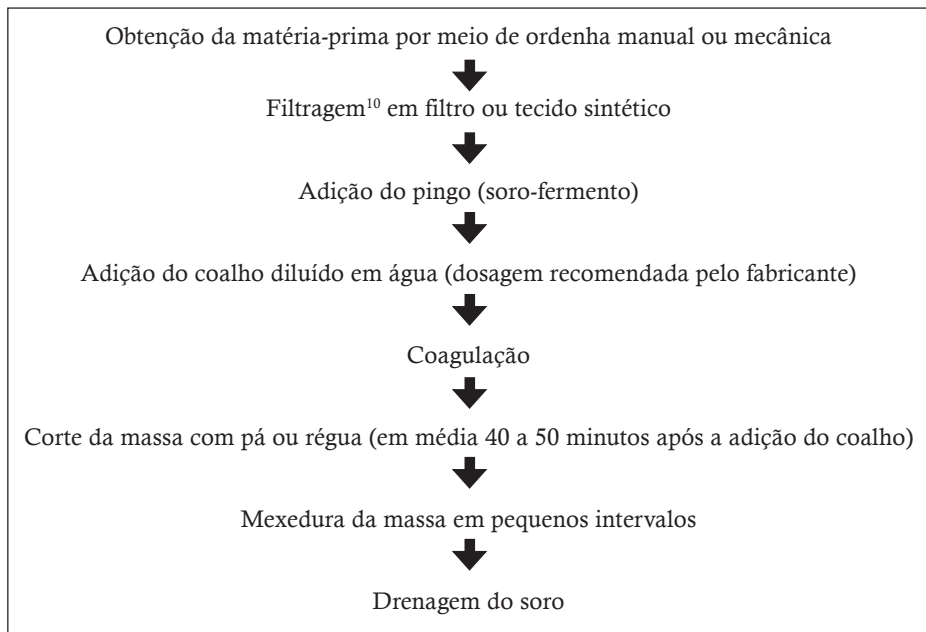 Obtenção da matéria-prima por meio de ordenha manual ou mecânica
Filtragem¹⁰ em filtro ou tecido sintético
Adição do pingo (soro-fermento)
Adição do coalho diluído em água (dosagem recomendada pelo fabricante)
Coagulação
Corte da massa com pá ou régua (em média 40 a 50 minutos após a adição do coalho)
Mexedura da massa em pequenos intervalos
Drenagem do soro